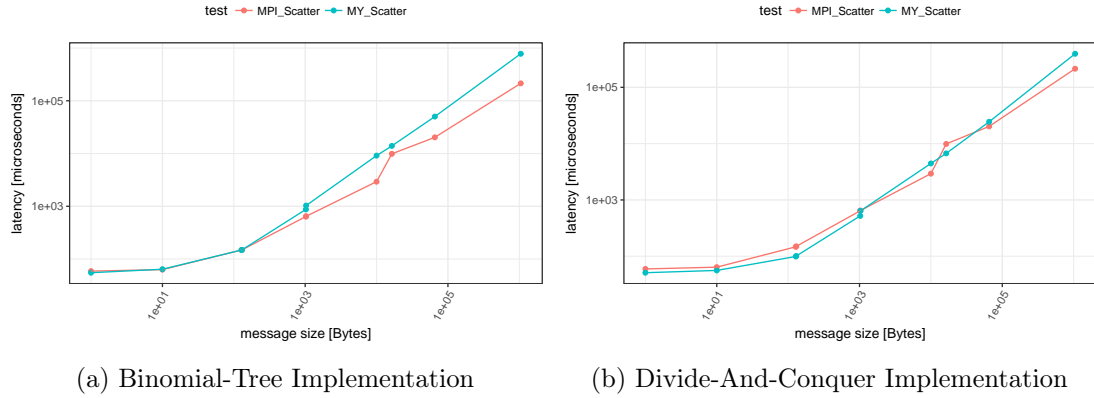 test MPI_Scatter MY_Scatter
1e+05
1e+03
latency [microseconds]
1e+01 1e+03 1e+05
message size [Bytes]
(a) Binomial-Tree Implementation
test MPI_Scatter MY_Scatter
1e+05
1e+03
latency [microseconds]
1e+01 1e+03 1e+05
message size [Bytes]
(b) Divide-And-Conquer Implementation